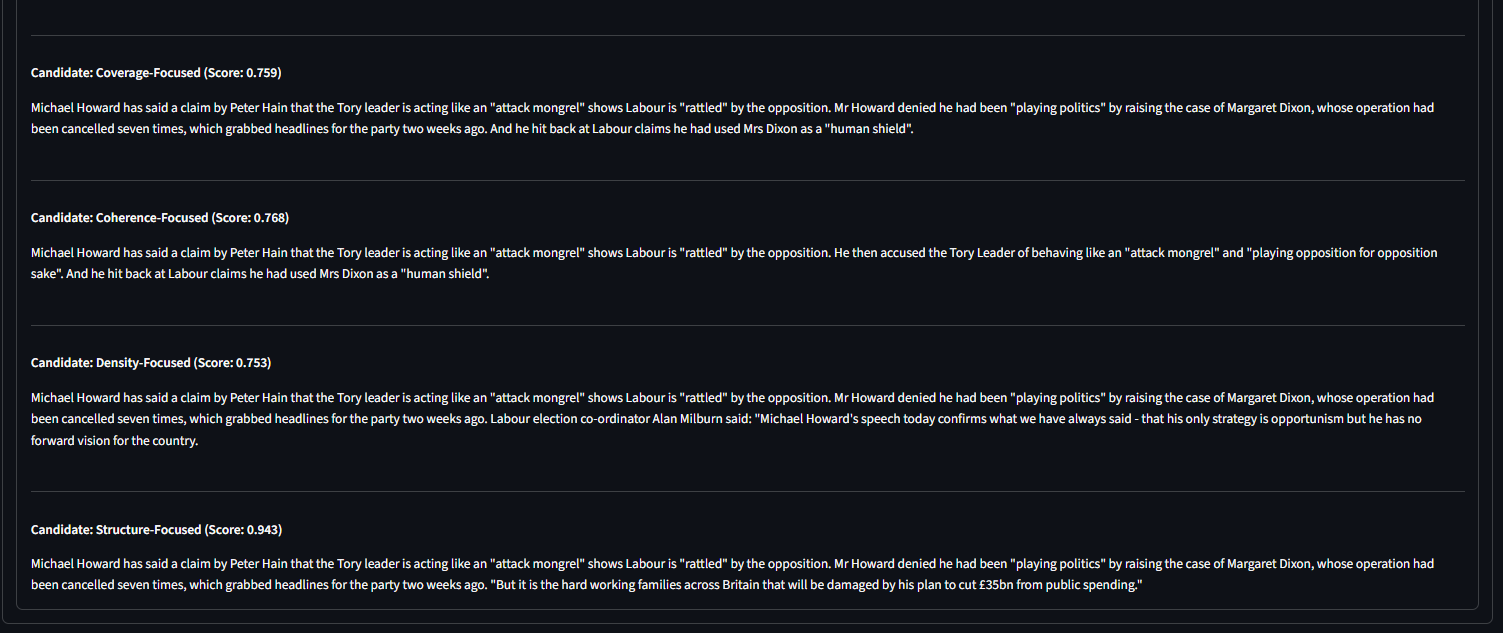 Candidate: Coverage-Focused (Score: 0.759)
Michael Howard has said a claim by Peter Hain that the Tory leader is acting like an "attack mongrel" shows Labour is "rattled" by the opposition. Mr Howard denied he had been "playing politics" by raising the case of Margaret Dixon, whose operation had
been cancelled seven times, which grabbed headlines for the party two weeks ago. And he hit back at Labour claims he had used Mrs Dixon as a "human shield".
Candidate: Coherence-Focused (Score: 0.768)
Michael Howard has said a claim by Peter Hain that the Tory leader is acting like an "attack mongrel" shows Labour is "rattled" by the opposition. He then accused the Tory Leader of behaving like an "attack mongrel" and "playing opposition for opposition
sake". And he hit back at Labour claims he had used Mrs Dixon as a "human shield".
Candidate: Density-Focused (Score: 0.753)
Michael Howard has said a claim by Peter Hain that the Tory leader is acting like an "attack mongrel" shows Labour is "rattled" by the opposition. Mr Howard denied he had been "playing politics" by raising the case of Margaret Dixon, whose operation had
been cancelled seven times, which grabbed headlines for the party two weeks ago. Labour election co-ordinator Alan Milburn said: "Michael Howard's speech today confirms what we have always said - that his only strategy is opportunism but he has no
forward vision for the country.
Candidate: Structure-Focused (Score: 0.943)
Michael Howard has said a claim by Peter Hain that the Tory leader is acting like an "attack mongrel" shows Labour is "rattled" by the opposition. Mr Howard denied he had been "playing politics" by raising the case of Margaret Dixon, whose operation had
been cancelled seven times, which grabbed headlines for the party two weeks ago. "But it is the hard working families across Britain that will be damaged by his plan to cut £35bn from public spending."